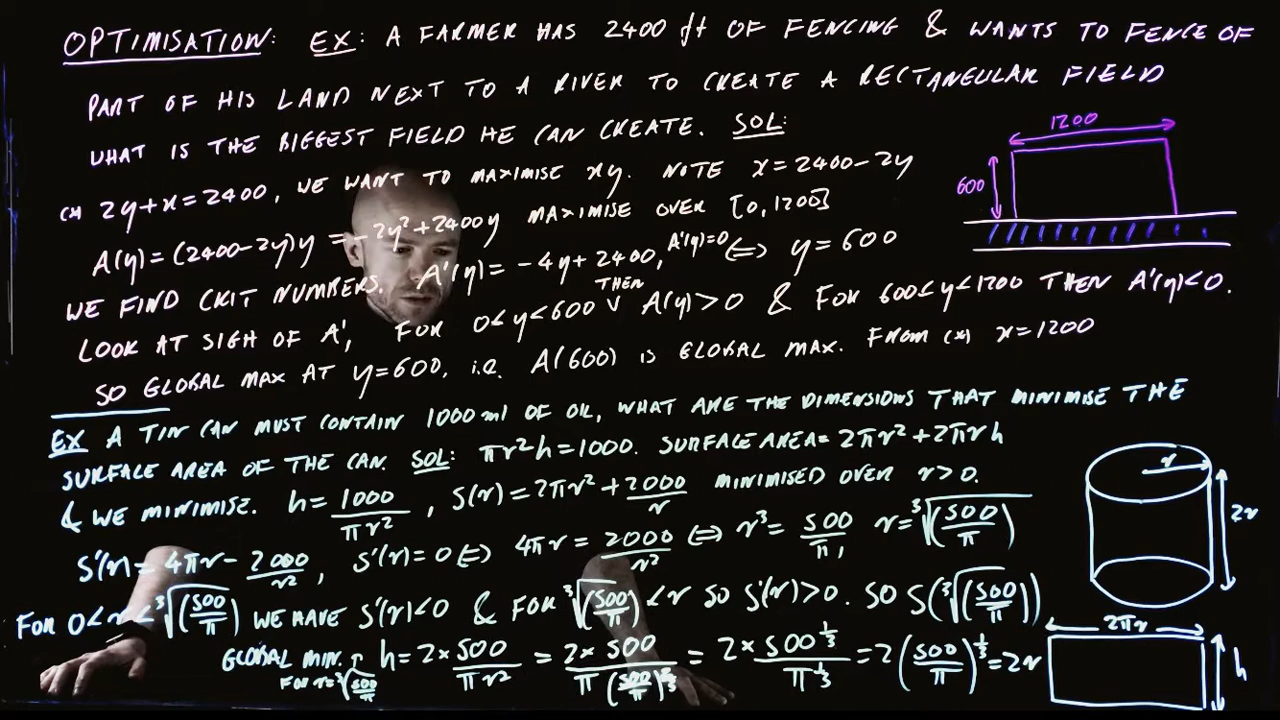 OPTIMISATION: EX: A FARMER HAS 2400 ft OF FENCING & WANTS TO FENCE OF
PART OF HIS LAND NEXT TO A RIVER TO CREATE A RECTANGULAR FIELD
WHAT IS THE BIGGEST FIELD HE CAN CREATE. SOL:
(*) 2y+x=2400, WE WANT TO MAXIMISE xy. NOTE x=2400-2y
A(y)=(2400-2y)y=-2y²+2400y MAXIMISE OVER [0,1200]
WE FIND CRIT NUMBERS. A'(y)=-4y+2400, A'(y)=0 ⇔ y=600
LOOK AT SIGN OF A', FOR 0<y<600 THEN A(y)>0 & FOR 600<y<1200 THEN A'(y)<0.
SO GLOBAL MAX AT y=600, i.e. A(600) IS GLOBAL MAX. FROM (*) x=1200
1200
600
EX A TIN CAN MUST CONTAIN 1000 ml OF OIL, WHAT ARE THE DIMENSIONS THAT MINIMISE THE
SURFACE AREA OF THE CAN. SOL: πr²h=1000. SURFACE AREA=2πr²+2πrh
& WE MINIMISE. h=1000/πr², S(r)=2πr²+2000/r MINIMISED OVER r>0.
S'(r)=4πr-2000/r², S'(r)=0 ⇔ 4πr=2000/r² ⇔ r³=500/π, r=³√(500/π)
FOR 0<r<³√(500/π) WE HAVE S'(r)<0 & FOR ³√(500/π)<r SO S'(r)>0. SO S(³√(500/π))
GLOBAL MIN. ↑ h=2×500/πr²=2×500/π(500/π)^⅔=2×500^⅓/π^⅓=2(500/π)^⅓=2r
FOR r=³√(500/π)
r
2r
2πr
h